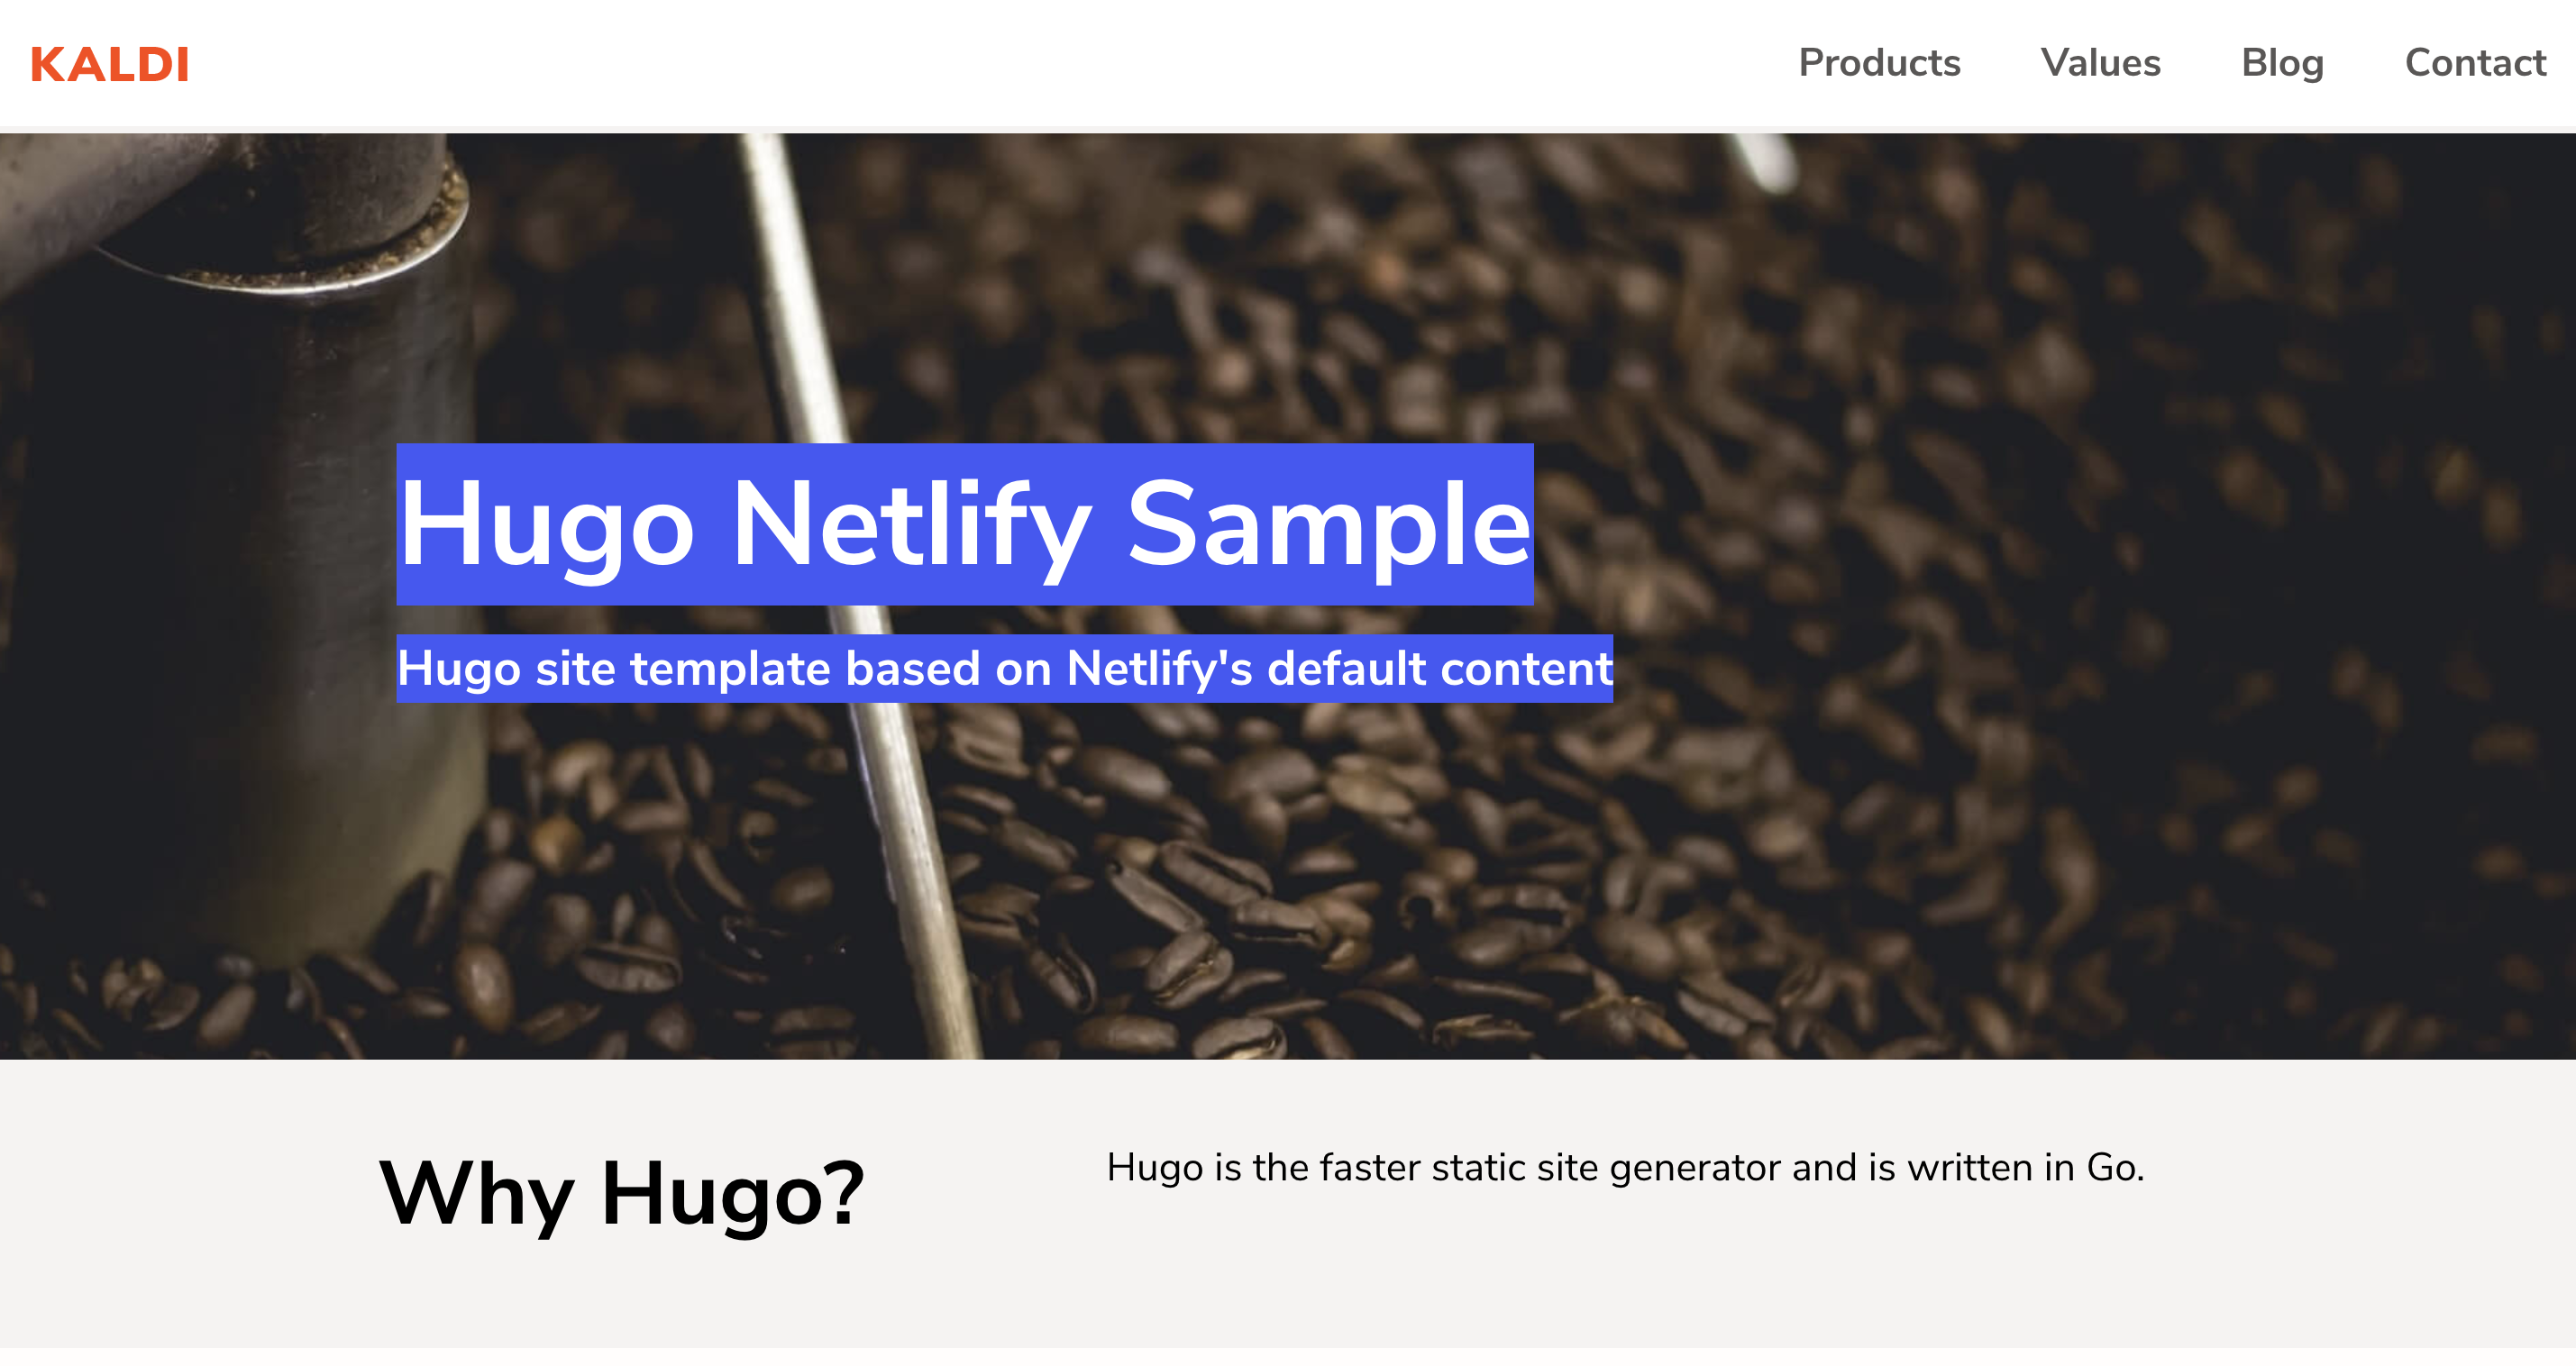 KALDI
Products Values Blog Contact
Hugo Netlify Sample
Hugo site template based on Netlify's default content
Why Hugo?
Hugo is the faster static site generator and is written in Go.